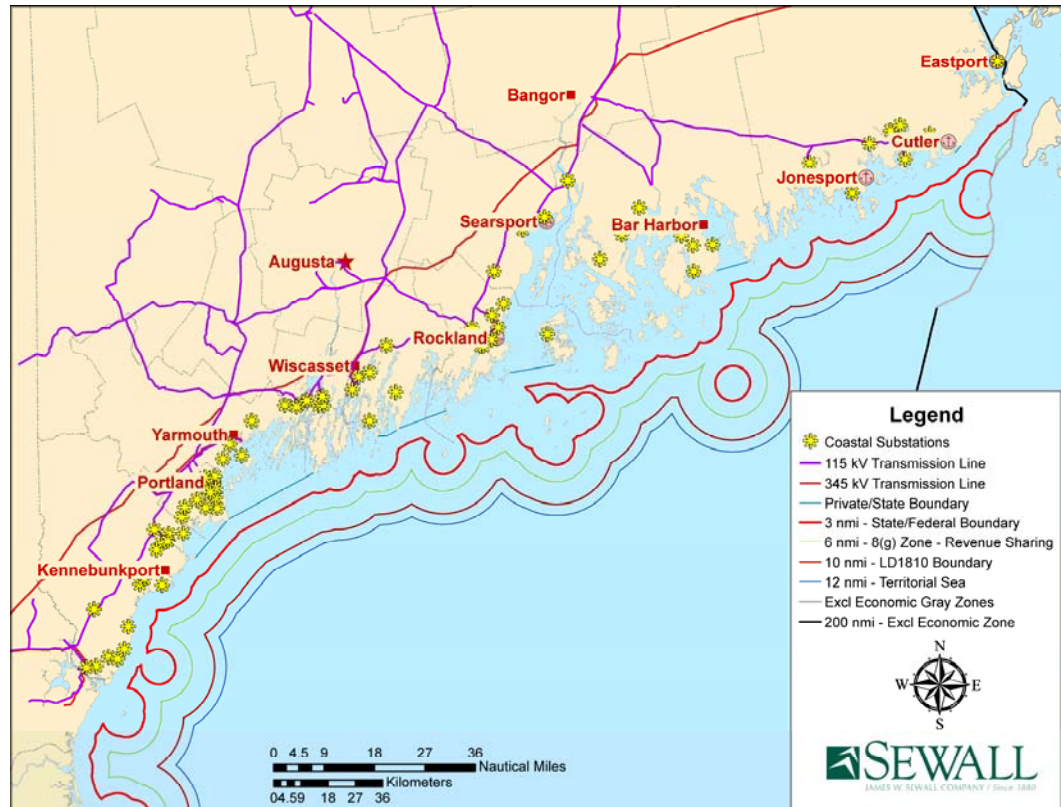 Eastport
Bangor
Cutler
Jonesport
Searsport
Bar Harbor
Augusta
Rockland
Wiscasset
Yarmouth
Portland
Kennebunkport
Legend
Coastal Substations
115 kV Transmission Line
345 kV Transmission Line
Private/State Boundary
3 nmi - State/Federal Boundary
6 nmi - 8(g) Zone - Revenue Sharing
10 nmi - LD1810 Boundary
12 nmi - Territorial Sea
Excl Economic Gray Zones
200 nmi - Excl Economic Zone
N
W E
S
0 4.5 9 18 27 36
Nautical Miles
Kilometers
04.59 18 27 36
SEWALL
JAMES W. SEWALL COMPANY / Since 1880